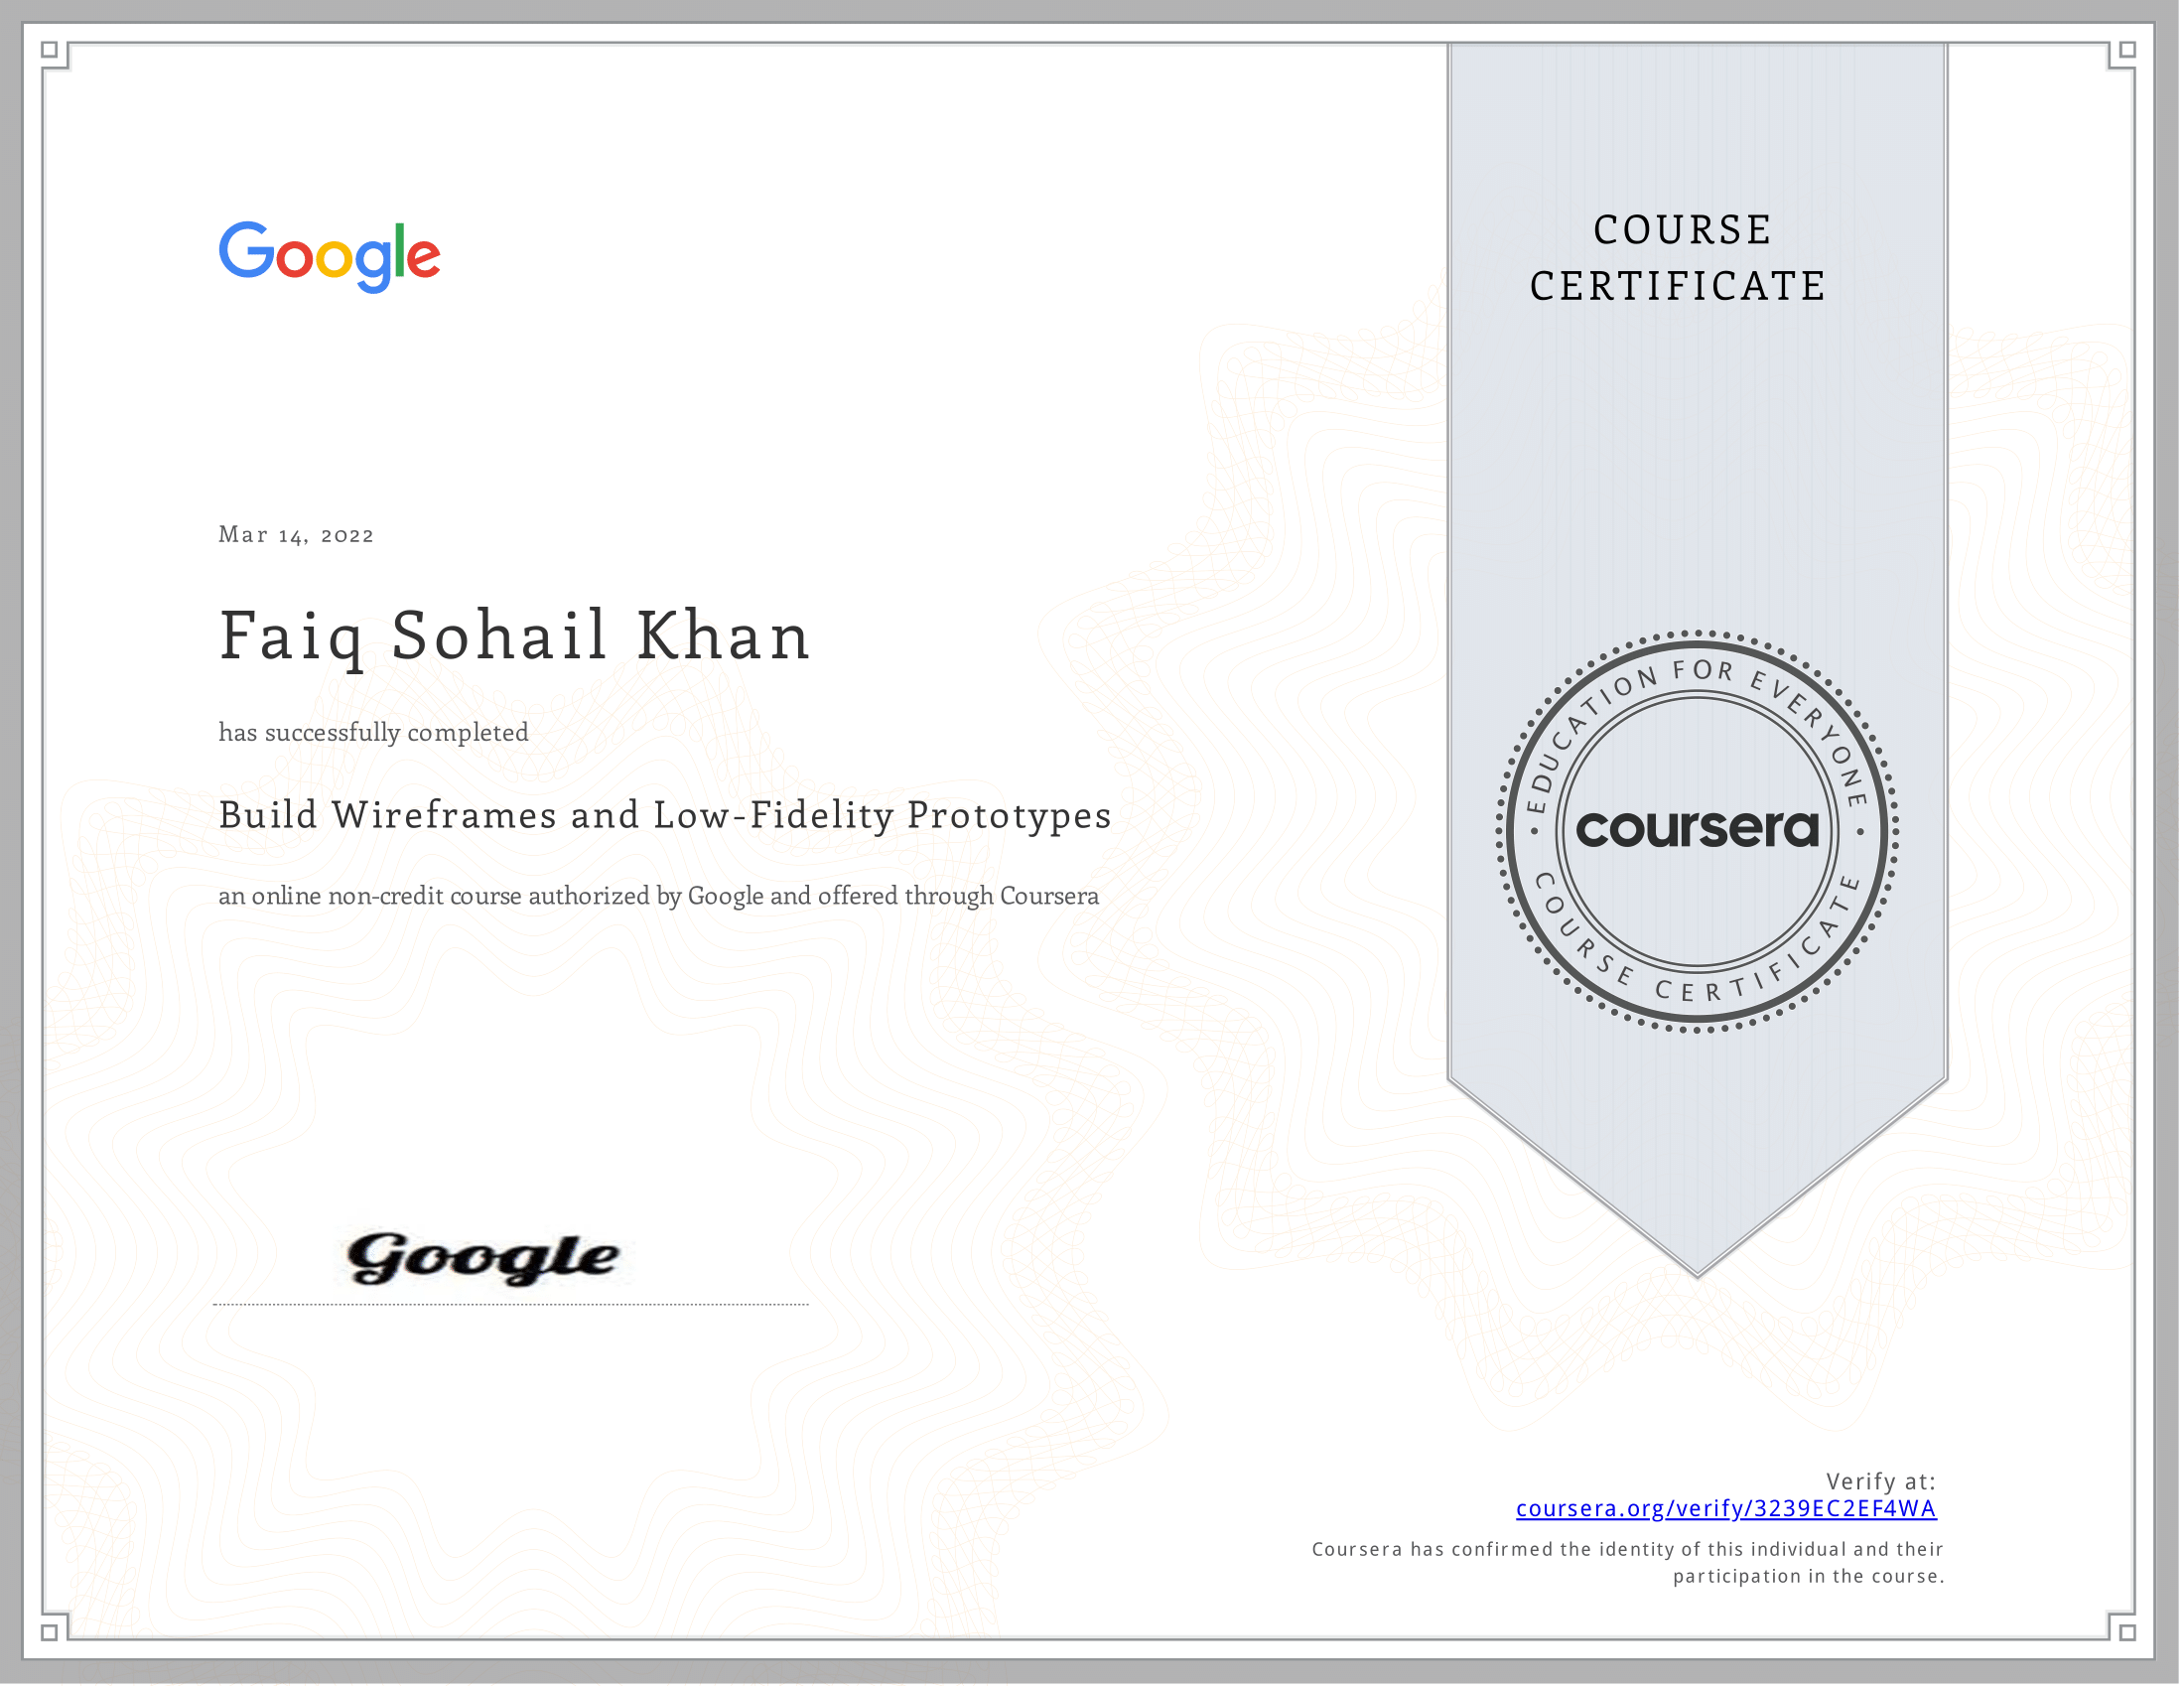 Google
COURSE
CERTIFICATE
Mar 14, 2022
Faiq Sohail Khan
has successfully completed
Build Wireframes and Low-Fidelity Prototypes
an online non-credit course authorized by Google and offered through Coursera
EDUCATION FOR EVERYONE
coursera
COURSE CERTIFICATE
Google
Verify at:
coursera.org/verify/3239EC2EF4WA
Coursera has confirmed the identity of this individual and their
participation in the course.